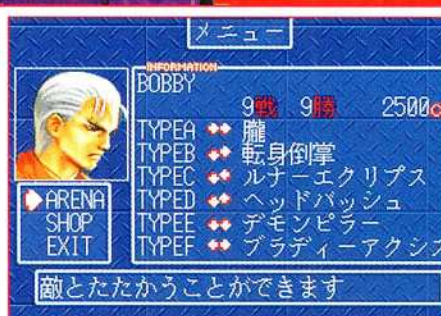 メニュー
INFORMATION
BOBBY
9戦 9勝 2500G
TYPEA 朧
TYPEB 転身倒掌
TYPEC ルナーエクリプス
TYPED ヘッドバッシュ
TYPEE デモンピラー
TYPEF ブラディーアクシズ
ARENA
SHOP
EXIT
敵とたたかうことができます